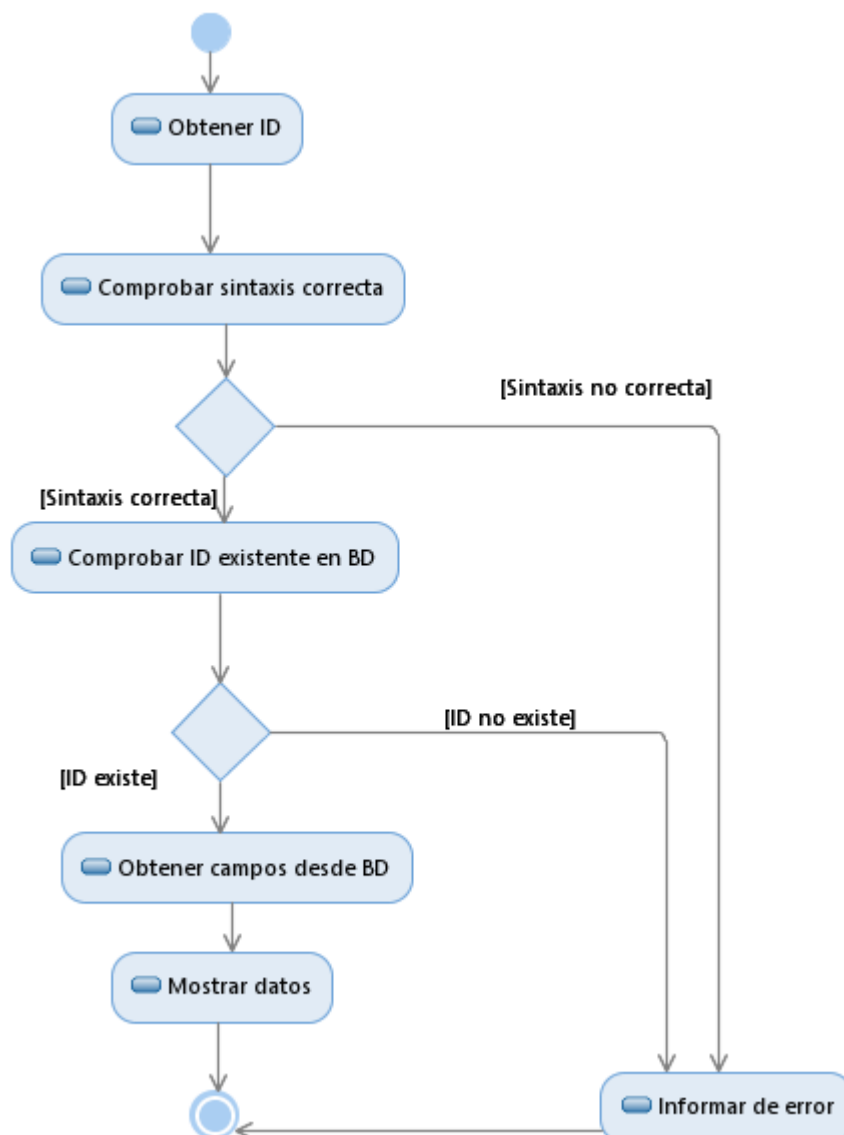 Obtener ID
Comprobar sintaxis correcta
[Sintaxis no correcta]
[Sintaxis correcta]
Comprobar ID existente en BD
[ID no existe]
[ID existe]
Obtener campos desde BD
Mostrar datos
Informar de error